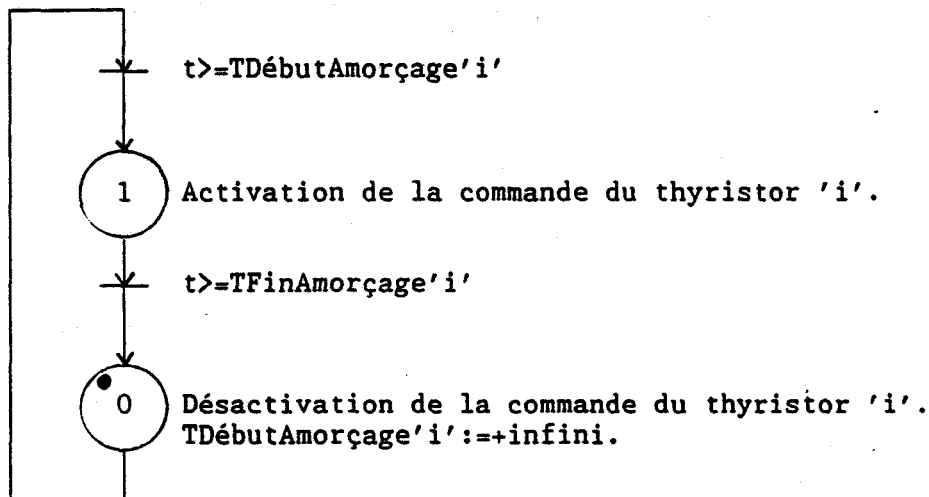 t>=TDébutAmorçage'i'
1 Activation de la commande du thyristor 'i'.
t>=TFinAmorçage'i'
0 Désactivation de la commande du thyristor 'i'.
TDébutAmorçage'i':=+infini.